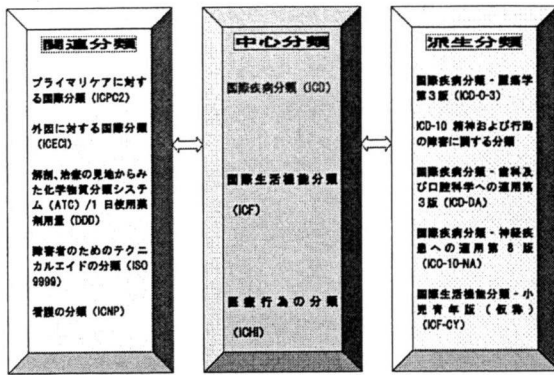 関連分類
プライマリケアに対す
る国際分類 (ICPC2)
外因に対する国際分類
(ICECI)
解剖、治療の見地からみ
た化学物質分類システ
ム (ATC) /1 日使用薬
剤用量 (DDD)
障害者のためのテクニ
カルエイドの分類 (ISO
9999)
看護の分類 (ICNP)
中心分類
国際疾病分類 (ICD)
国際生活機能分類
(ICF)
医療行為の分類
(ICHI)
派生分類
国際疾病分類 - 腫瘍学
第3版 (ICD-O-3)
ICD-10 精神および行動
の障害に関する分類
国際疾病分類 - 歯科及
び口腔科学への適用第
3版 (ICD-DA)
国際疾病分類 - 神経疾
患への適用第 8 版
(ICD-10-NA)
国際生活機能分類 - 小
児青年版 (仮称)
(ICF-CY)